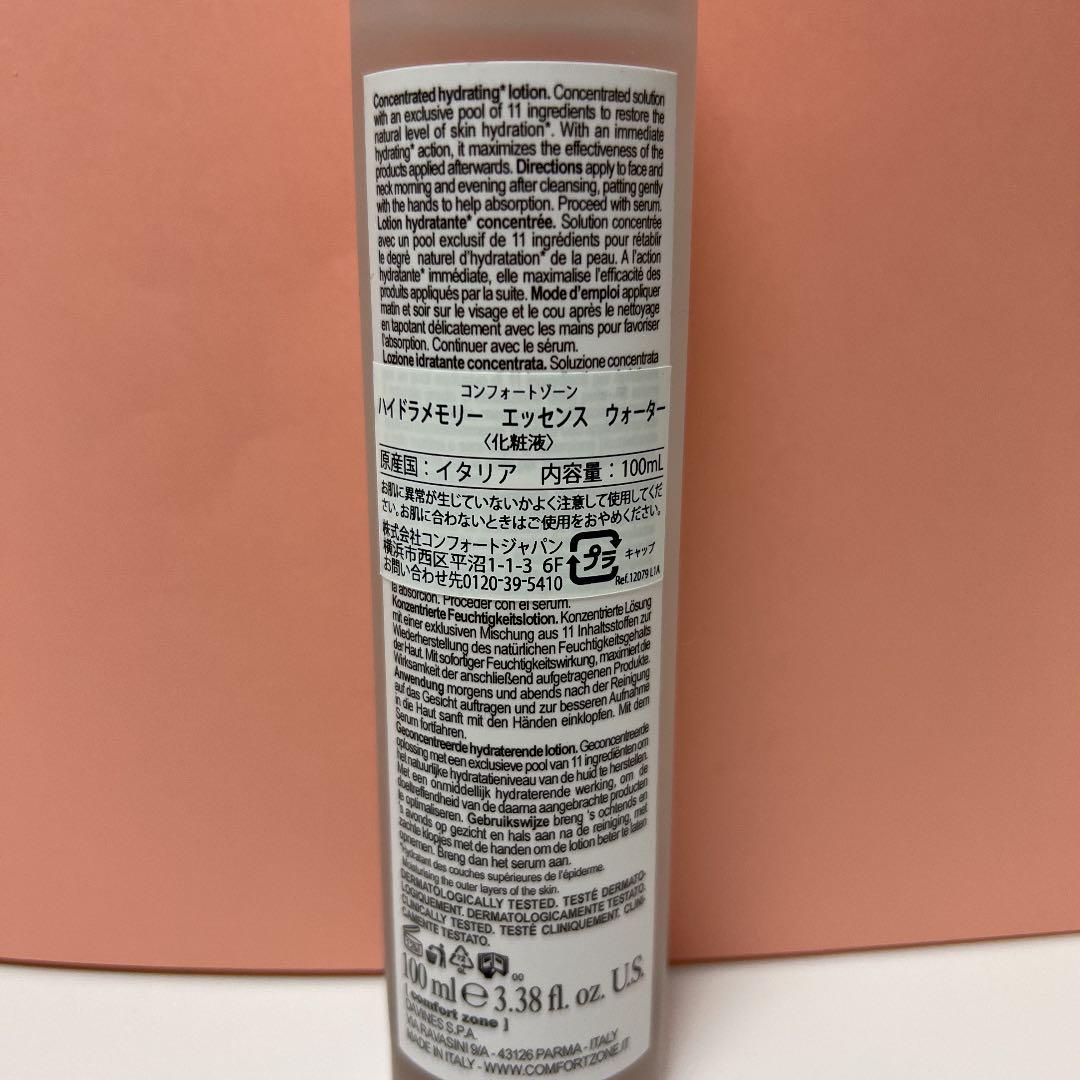 Concentrated hydrating* lotion. Concentrated solution
with an exclusive pool of 11 ingredients to restore the
natural level of skin hydration*. With an immediate
hydrating* action, it maximizes the effectiveness of the
products applied afterwards. Directions apply to face and
neck morning and evening after cleansing, patting gently
with the hands to help absorption. Proceed with serum.
Lotion hydratante* concentrée. Solution concentrée
avec un pool exclusif de 11 ingrédients pour rétablir
le degrè naturel d'hydratation* de la peau. A l'action
hydratante* immédiate, elle maximalise l'efficacité des
produits appliqués par la suite. Mode d'emploi appliquer
matin et soir sur le visage et le cou après le nettoyage
en tapotant délicatement avec les mains pour favoriser
l'absorption. Continuer avec le sérum.
Lozione idratante concentrata. Soluzione concentrata
コンフォートゾーン
ハイドラメモリー エッセンス ウォーター
〈化粧液〉
原産国：イタリア 内容量：100mL
お肌に異常が生じていないかよく注意して使用してくだ
さい。お肌に合わないときはご使用をおやめください。
株式会社コンフォートジャパン
横浜市西区平沼1-1-3 6F
お問い合わせ先0120-39-5410
プラ
キャップ
Ref.12079 L1A
la absorción. Proceder con el serum.
Konzentrierte Feuchtigkeitslotion. Konzentrierte Lösung
mit einer exklusiven Mischung aus 11 Inhaltsstoffen zur
Wiederherstellung des natürlichen Feuchtigkeitsgehalts
der Haut. Mit sofortiger Feuchtigkeitswirkung, maximiert die
Wirksamkeit der anschließend aufgetragenen Produkte.
Anwendung morgens und abends nach der Reinigung
auf das Gesicht auftragen und zur besseren Aufnahme
in die Haut sanft mit den Händen einklopfen. Mit dem
Serum fortfahren.
Geconcentreerde hydraterende lotion. Geconcentreerde
oplossing met een exclusieve pool van 11 ingrediënten om
het natuurlijke hydratatieniveau van de huid te herstellen.
Met een onmiddellijk hydraterende werking, om de
doeltreffendheid van de daarna aangebrachte producten
te optimaliseren. Gebruikswijze breng 's ochtends en
's avonds op gezicht en hals aan na de reiniging, met
zachte klopjes met de handen om de lotion beter te laten
opnemen. Breng dan het serum aan.
*Hydratant des couches supérieures de l'épiderme.
Moisturising the outer layers of the skin.
DERMATOLOGICALLY TESTED. TESTÉ DERMATO-
LOGIQUEMENT. DERMATOLOGICAMENTE TESTATO.
CLINICALLY TESTED. TESTÉ CLINIQUEMENT. CLINI-
CAMENTE TESTATO.
100 ml e 3.38 fl. oz. U.S.
[ comfort zone ]
DAVINES S.P.A.
VIA RAVASINI 9/A - 43126 PARMA - ITALY
MADE IN ITALY - WWW.COMFORTZONE.IT